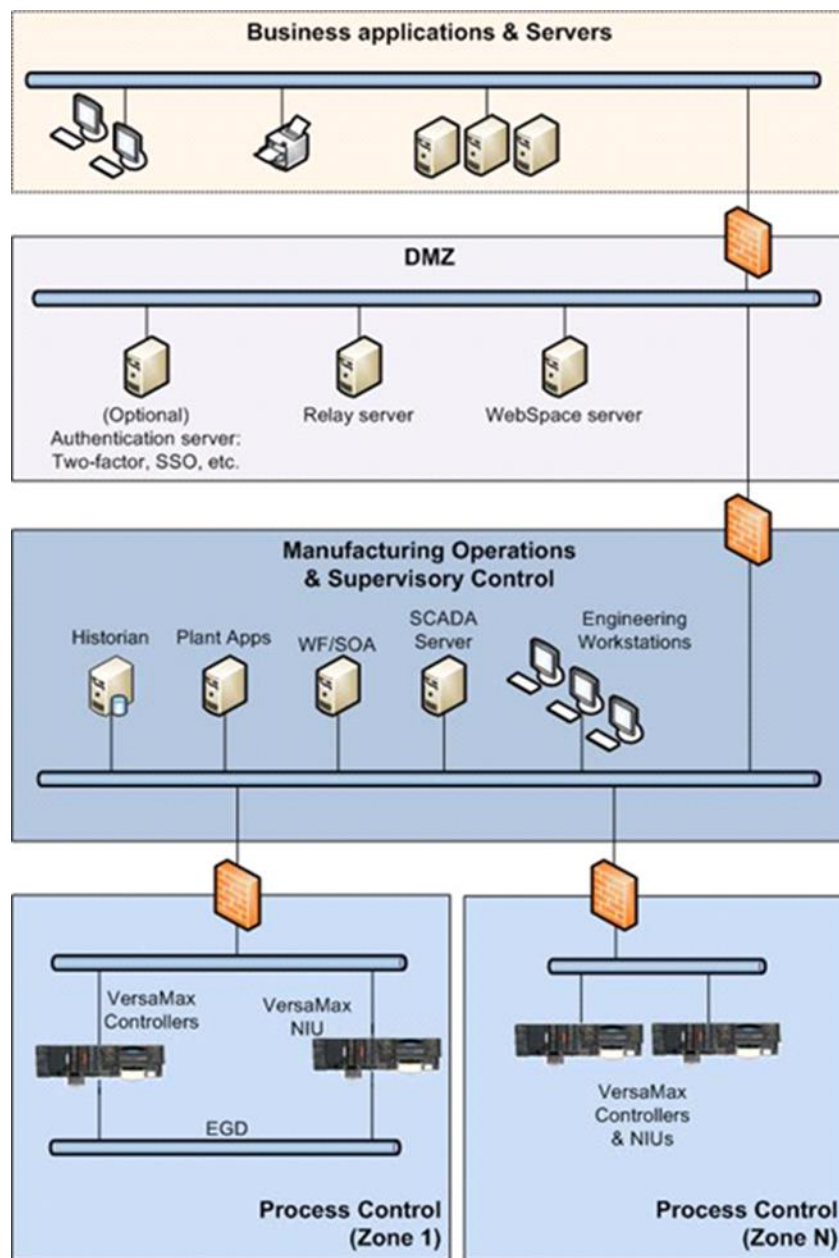 Business applications & Servers
DMZ
(Optional)
Authentication server:
Two-factor, SSO, etc.
Relay server
WebSpace server
Manufacturing Operations
& Supervisory Control
Historian
Plant Apps
WF/SOA
SCADA
Server
Engineering
Workstations
VersaMax
Controllers
VersaMax
NIU
EGD
Process Control
(Zone 1)
VersaMax
Controllers
& NIUs
Process Control
(Zone N)